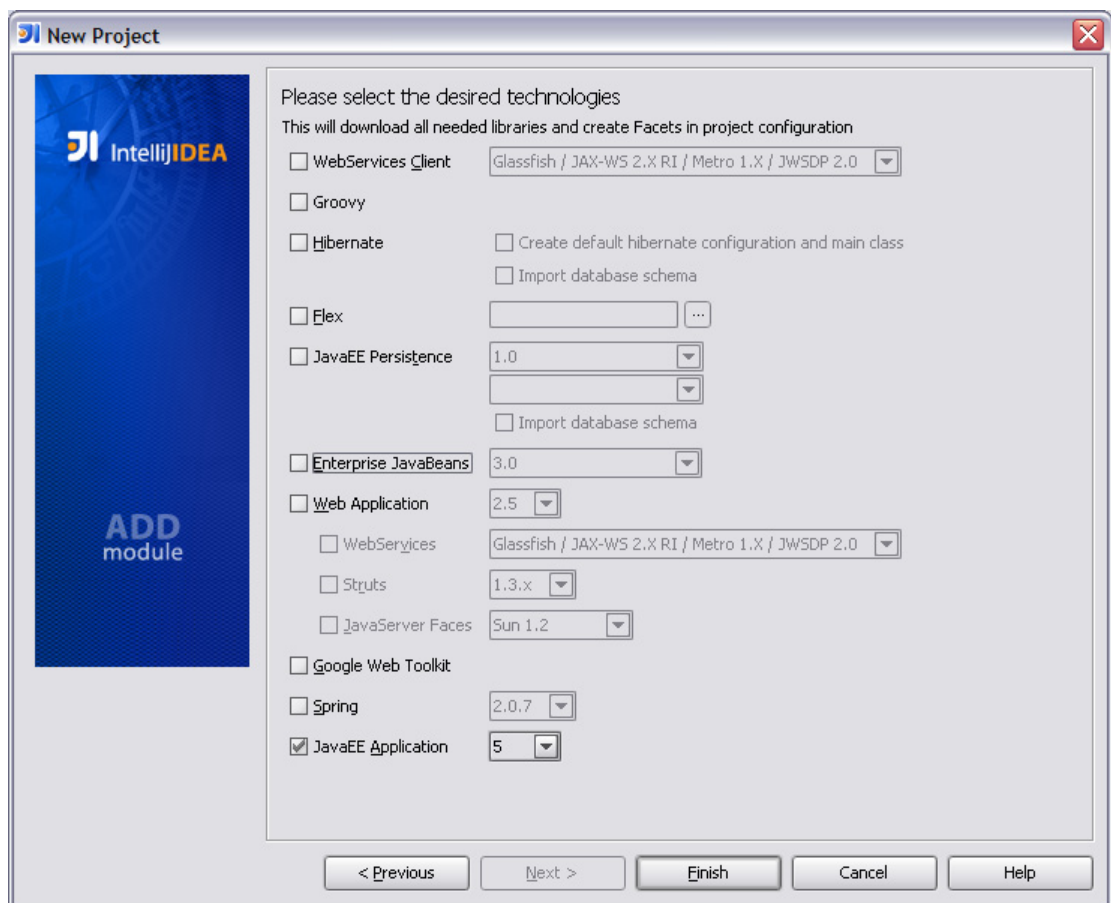 New Project
Please select the desired technologies
This will download all needed libraries and create Facets in project configuration
IntelliJIDEA
WebServices Client Glassfish / JAX-WS 2.X RI / Metro 1.X / JWSDP 2.0
Groovy
Hibernate Create default hibernate configuration and main class
Import database schema
Flex ...
JavaEE Persistence 1.0
Import database schema
Enterprise JavaBeans 3.0
Web Application 2.5
ADD
module
WebServices Glassfish / JAX-WS 2.X RI / Metro 1.X / JWSDP 2.0
Struts 1.3.x
JavaServer Faces Sun 1.2
Google Web Toolkit
Spring 2.0.7
JavaEE Application 5
< Previous Next > Finish Cancel Help